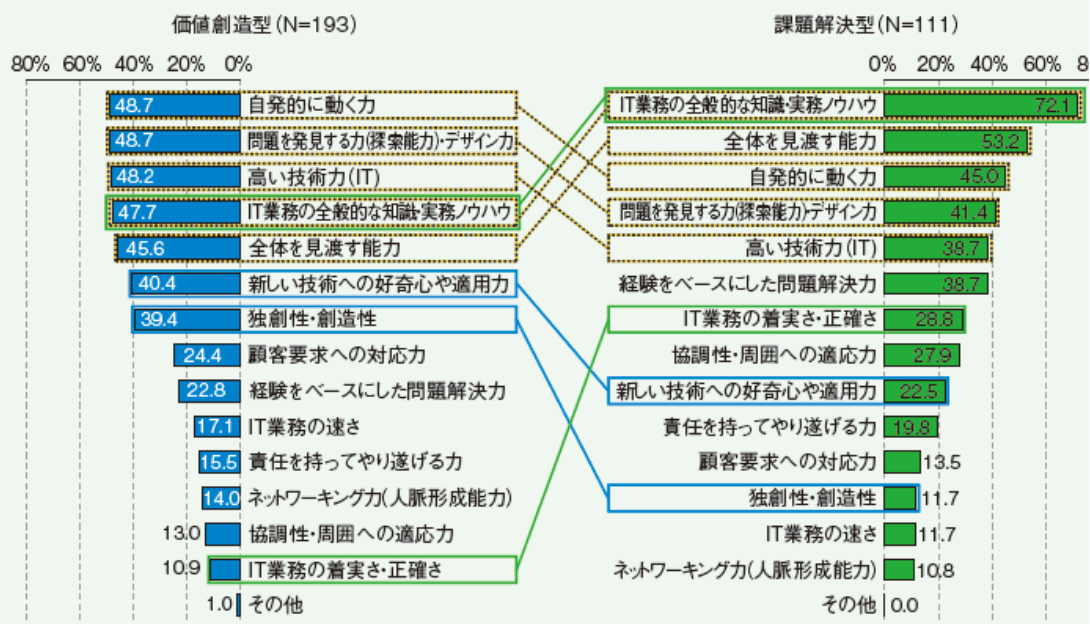 価値創造型(N=193)
80% 60% 40% 20% 0%
48.7 自発的に動く力
48.7 問題を発見する力(探索能力)・デザイン力
48.2 高い技術力(IT)
47.7 IT業務の全般的な知識・実務ノウハウ
45.6 全体を見渡す能力
40.4 新しい技術への好奇心や適用力
39.4 独創性・創造性
24.4 顧客要求への対応力
22.8 経験をベースにした問題解決力
17.1 IT業務の速さ
15.5 責任を持ってやり遂げる力
14.0 ネットワーキング力(人脈形成能力)
13.0 協調性・周囲への適応力
10.9 IT業務の着実さ・正確さ
1.0 その他
課題解決型(N=111)
0% 20% 40% 60% 8
IT業務の全般的な知識・実務ノウハウ 72.1
全体を見渡す能力 53.2
自発的に動く力 45.0
問題を発見する力(探索能力)・デザイン力 41.4
高い技術力(IT) 38.7
経験をベースにした問題解決力 38.7
IT業務の着実さ・正確さ 28.8
協調性・周囲への適応力 27.9
新しい技術への好奇心や適用力 22.5
責任を持ってやり遂げる力 19.8
顧客要求への対応力 13.5
独創性・創造性 11.7
IT業務の速さ 11.7
ネットワーキング力(人脈形成能力) 10.8
その他 0.0